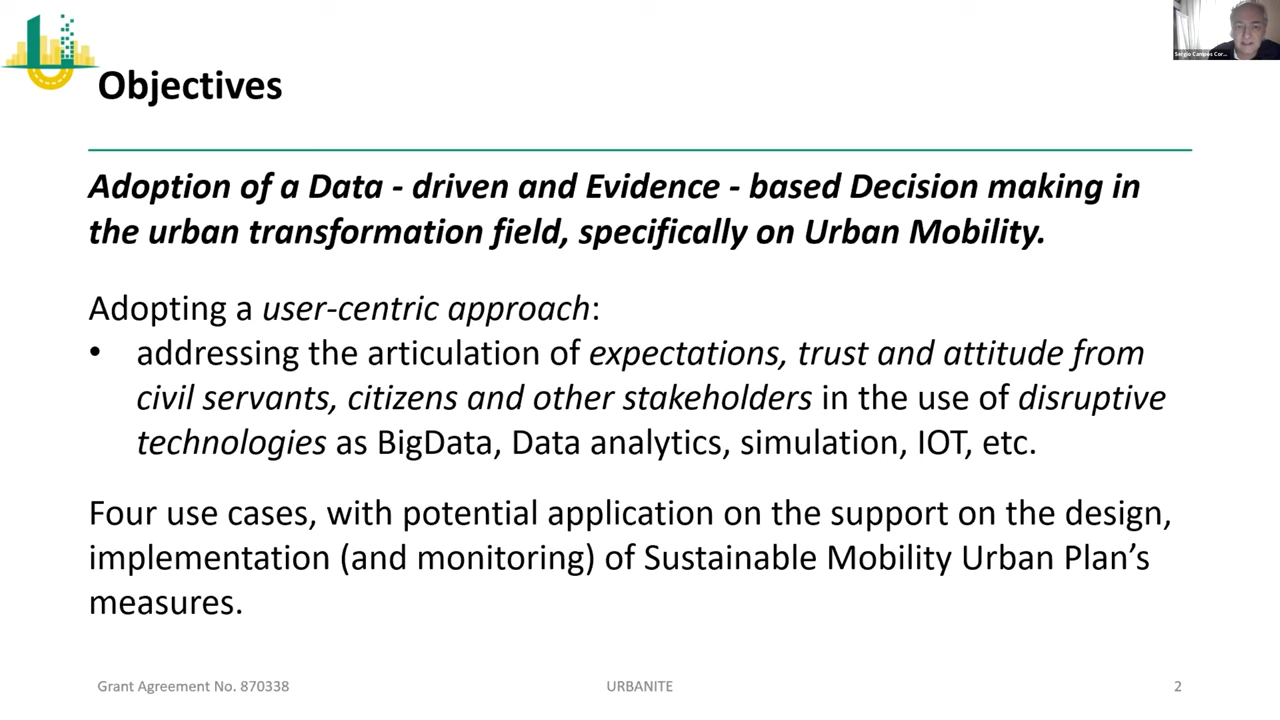 Sergio Campos Cor...
Objectives
Adoption of a Data - driven and Evidence - based Decision making in
the urban transformation field, specifically on Urban Mobility.
Adopting a user-centric approach:
• addressing the articulation of expectations, trust and attitude from
civil servants, citizens and other stakeholders in the use of disruptive
technologies as BigData, Data analytics, simulation, IOT, etc.
Four use cases, with potential application on the support on the design,
implementation (and monitoring) of Sustainable Mobility Urban Plan’s
measures.
Grant Agreement No. 870338
URBANITE
2